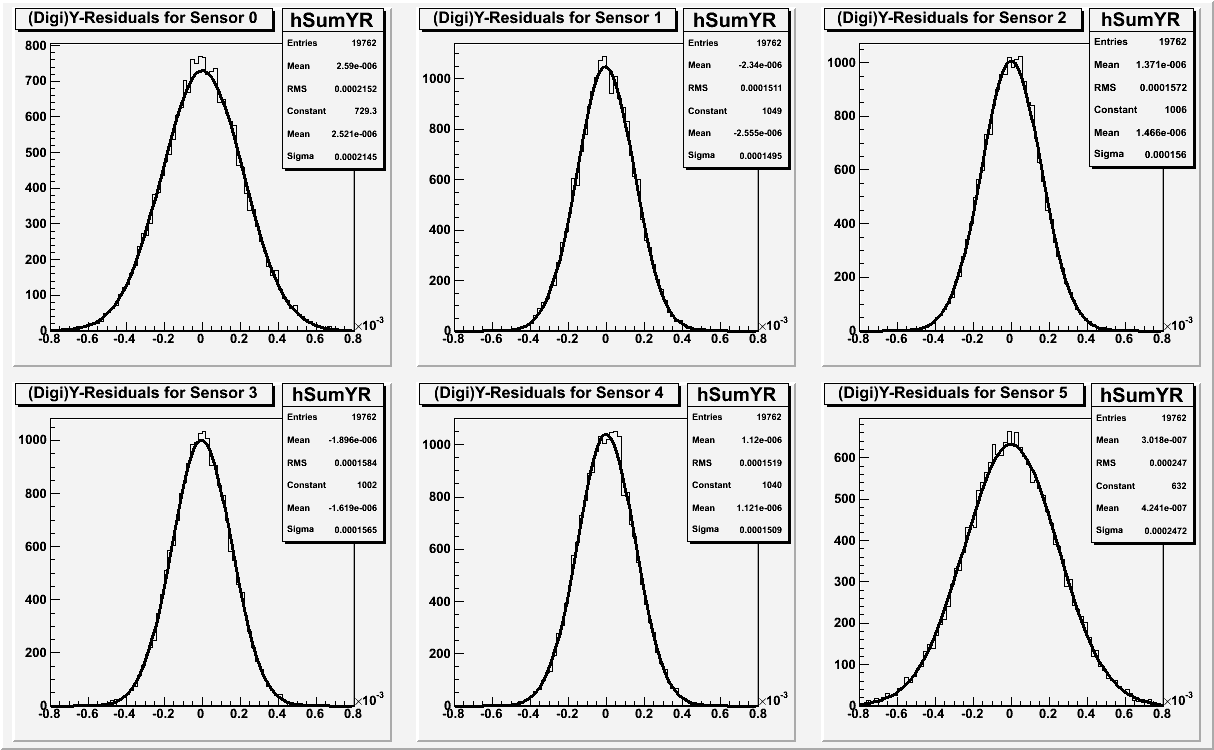 (Digi)Y-Residuals for Sensor 0
hSumYR
Entries 19762
Mean 2.59e-006
RMS 0.0002152
Constant 729.3
Mean 2.521e-006
Sigma 0.0002145
800
700
600
500
400
300
200
100
0
-0.8 -0.6 -0.4 -0.2 0 0.2 0.4 0.6 0.8
×10-3
(Digi)Y-Residuals for Sensor 1
hSumYR
Entries 19762
Mean -2.34e-006
RMS 0.0001511
Constant 1049
Mean -2.555e-006
Sigma 0.0001495
1000
800
600
400
200
0
-0.8 -0.6 -0.4 -0.2 0 0.2 0.4 0.6 0.8
×10-3
(Digi)Y-Residuals for Sensor 2
hSumYR
Entries 19762
Mean 1.371e-006
RMS 0.0001572
Constant 1006
Mean 1.466e-006
Sigma 0.000156
1000
800
600
400
200
0
-0.8 -0.6 -0.4 -0.2 0 0.2 0.4 0.6 0.8
×10-3
(Digi)Y-Residuals for Sensor 3
hSumYR
Entries 19762
Mean -1.896e-006
RMS 0.0001584
Constant 1002
Mean -1.619e-006
Sigma 0.0001565
1000
800
600
400
200
0
-0.8 -0.6 -0.4 -0.2 0 0.2 0.4 0.6 0.8
×10-3
(Digi)Y-Residuals for Sensor 4
hSumYR
Entries 19762
Mean 1.12e-006
RMS 0.0001519
Constant 1040
Mean 1.121e-006
Sigma 0.0001509
1000
800
600
400
200
0
-0.8 -0.6 -0.4 -0.2 0 0.2 0.4 0.6 0.8
×10-3
(Digi)Y-Residuals for Sensor 5
hSumYR
Entries 19762
Mean 3.018e-007
RMS 0.000247
Constant 632
Mean 4.241e-007
Sigma 0.0002472
600
500
400
300
200
100
0
-0.8 -0.6 -0.4 -0.2 0 0.2 0.4 0.6 0.8
×10-3